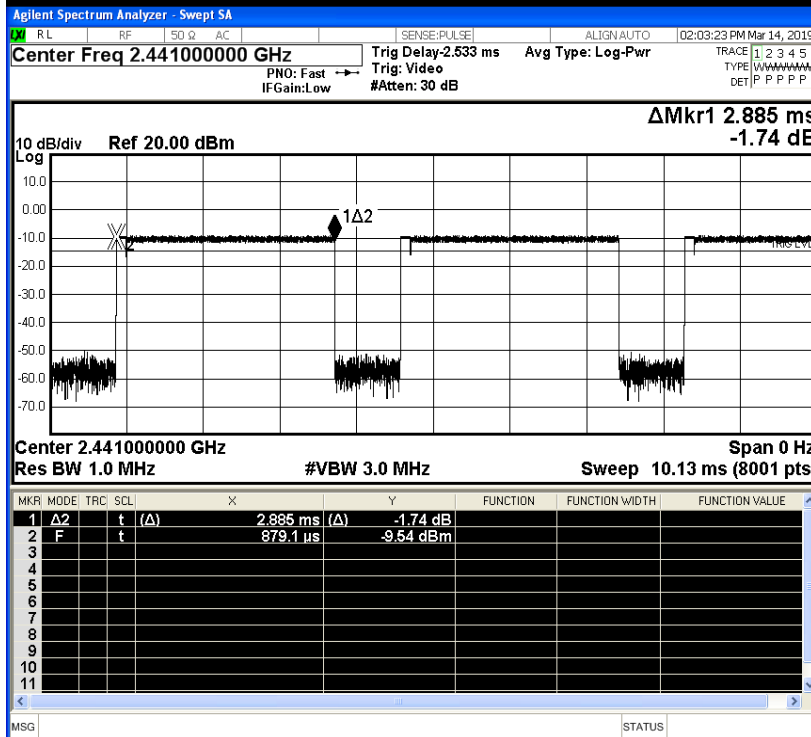 Agilent Spectrum Analyzer - Swept SA
LXI RL RF 50 Ω AC SENSE:PULSE ALIGN AUTO 02:03:23 PM Mar 14, 2019
Center Freq 2.441000000 GHz Trig Delay-2.533 ms Avg Type: Log-Pwr TRACE 1 2 3 4 5
PNO: Fast Trig: Video TYPE WWWWW
IFGain:Low #Atten: 30 dB DET P P P P P
ΔMkr1 2.885 ms
-1.74 dB
10 dB/div Ref 20.00 dBm
Log
10.0
0.00
1Δ2
-10.0
2
TRIG LVL
-20.0
-30.0
-40.0
-50.0
-60.0
-70.0
Center 2.441000000 GHz Span 0 Hz
Res BW 1.0 MHz #VBW 3.0 MHz Sweep 10.13 ms (8001 pts
MKR MODE TRC SCL X Y FUNCTION FUNCTION WIDTH FUNCTION VALUE
1 Δ2 t (Δ) 2.885 ms (Δ) -1.74 dB
2 F t 879.1 µs -9.54 dBm
3
4
5
6
7
8
9
10
11
MSG STATUS